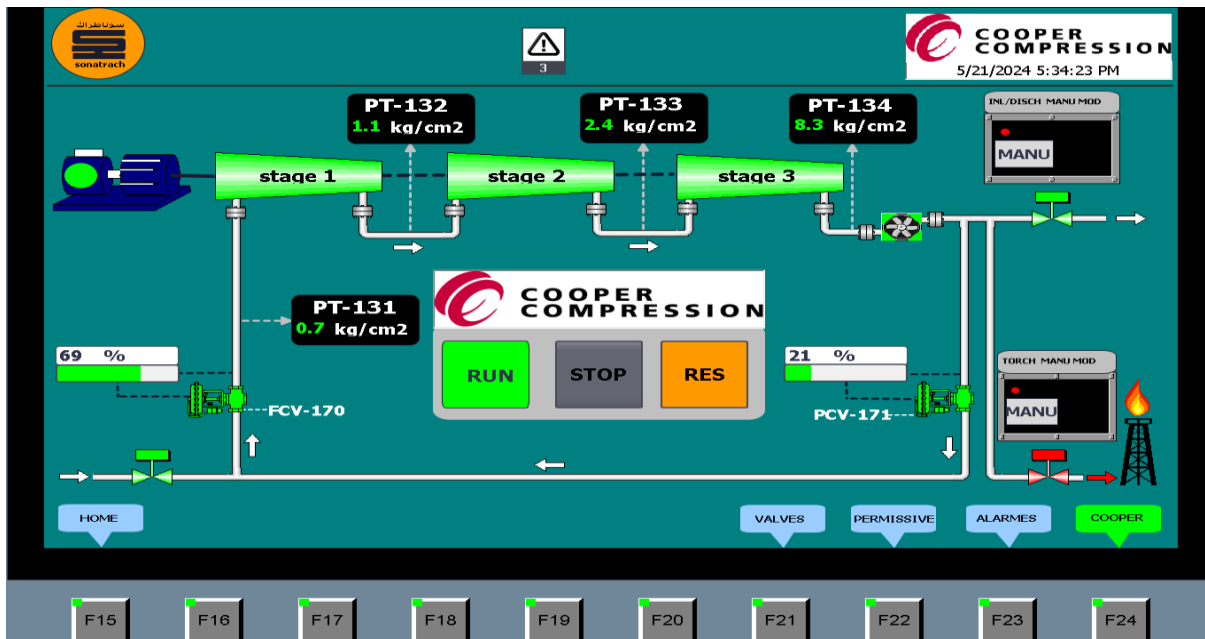 سوناطراك
sonatrach
3
COOPER
COMPRESSION
5/21/2024 5:34:23 PM
PT-132
1.1 kg/cm2
PT-133
2.4 kg/cm2
PT-134
8.3 kg/cm2
INL/DISCH MANU MOD
MANU
stage 1
stage 2
stage 3
COOPER
COMPRESSION
PT-131
0.7 kg/cm2
69 %
RUN
STOP
RES
21 %
TORCH MANU MOD
MANU
FCV-170
PCV-171
HOME
VALVES
PERMISSIVE
ALARMES
COOPER
F15
F16
F17
F18
F19
F20
F21
F22
F23
F24